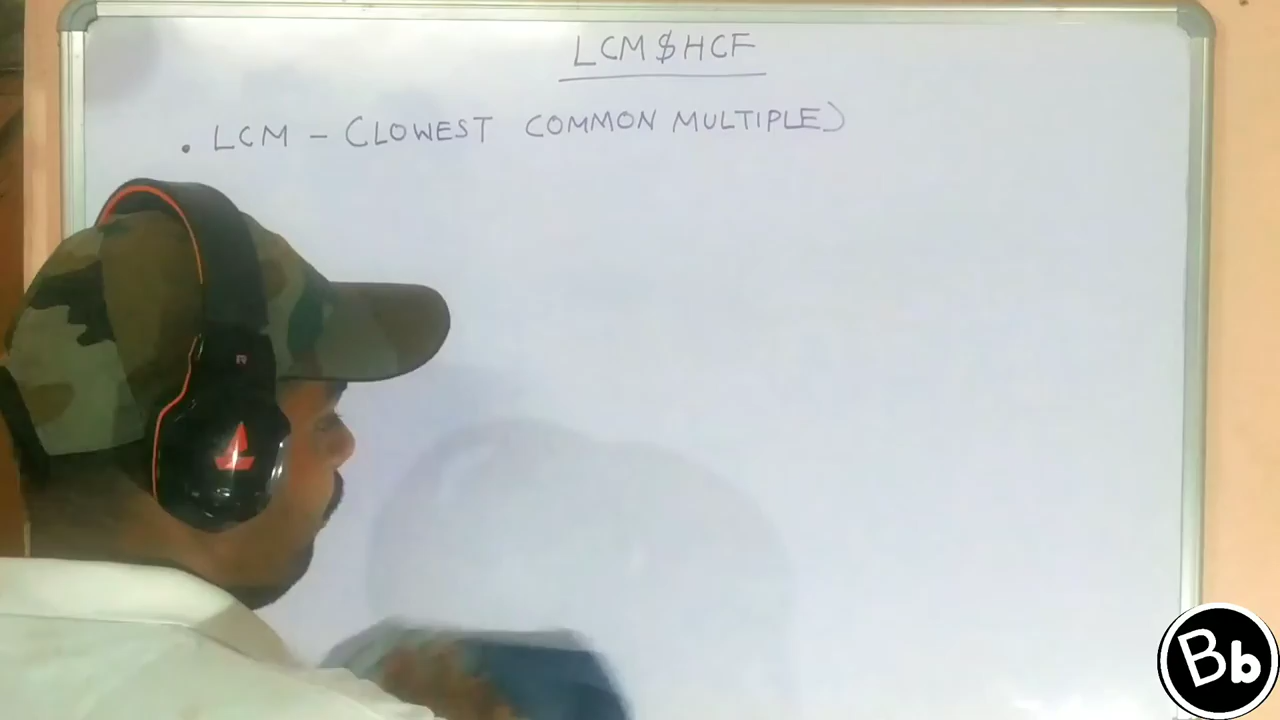 LCM $ HCF
. LCM - (LOWEST COMMON MULTIPLE)
Bb